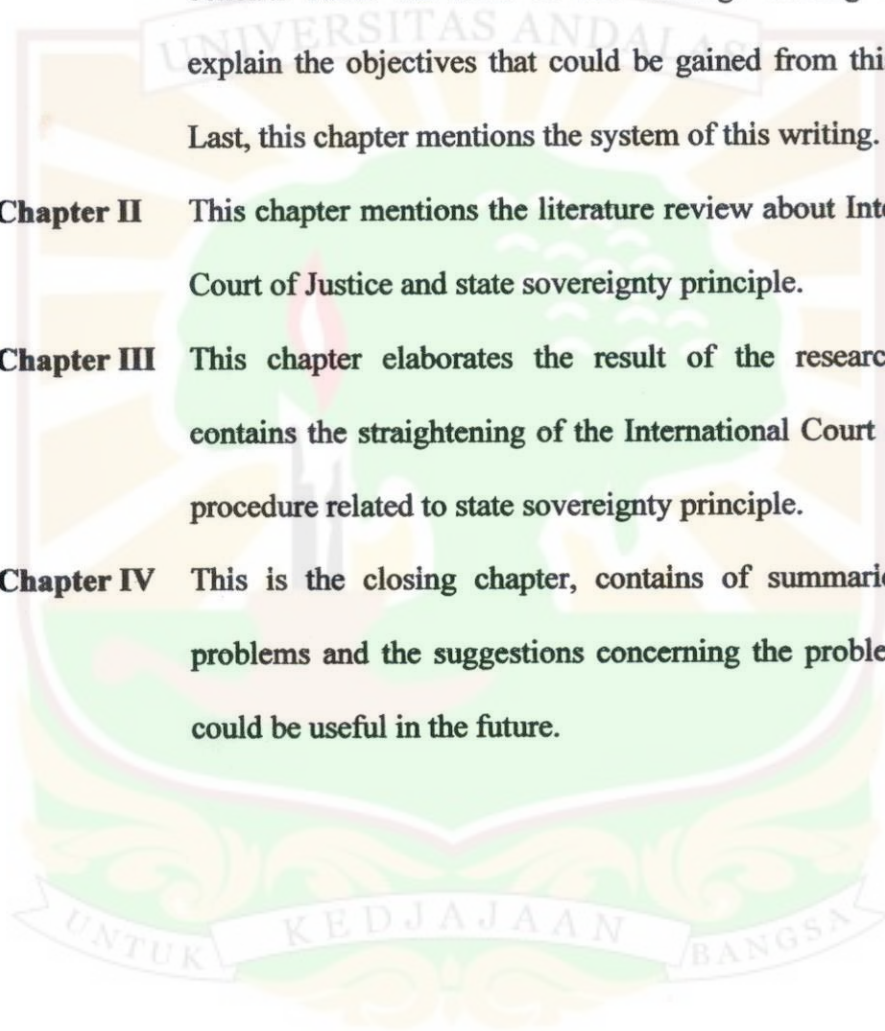 UNIVERSITAS ANDALAS
explain the objectives that could be gained from thi
Last, this chapter mentions the system of this writing.
Chapter II This chapter mentions the literature review about Inte
Court of Justice and state sovereignty principle.
Chapter III This chapter elaborates the result of the researc
contains the straightening of the International Court
procedure related to state sovereignty principle.
Chapter IV This is the closing chapter, contains of summarie
problems and the suggestions concerning the proble
could be useful in the future.
UNTUK KEDJAJAAN BANGSA